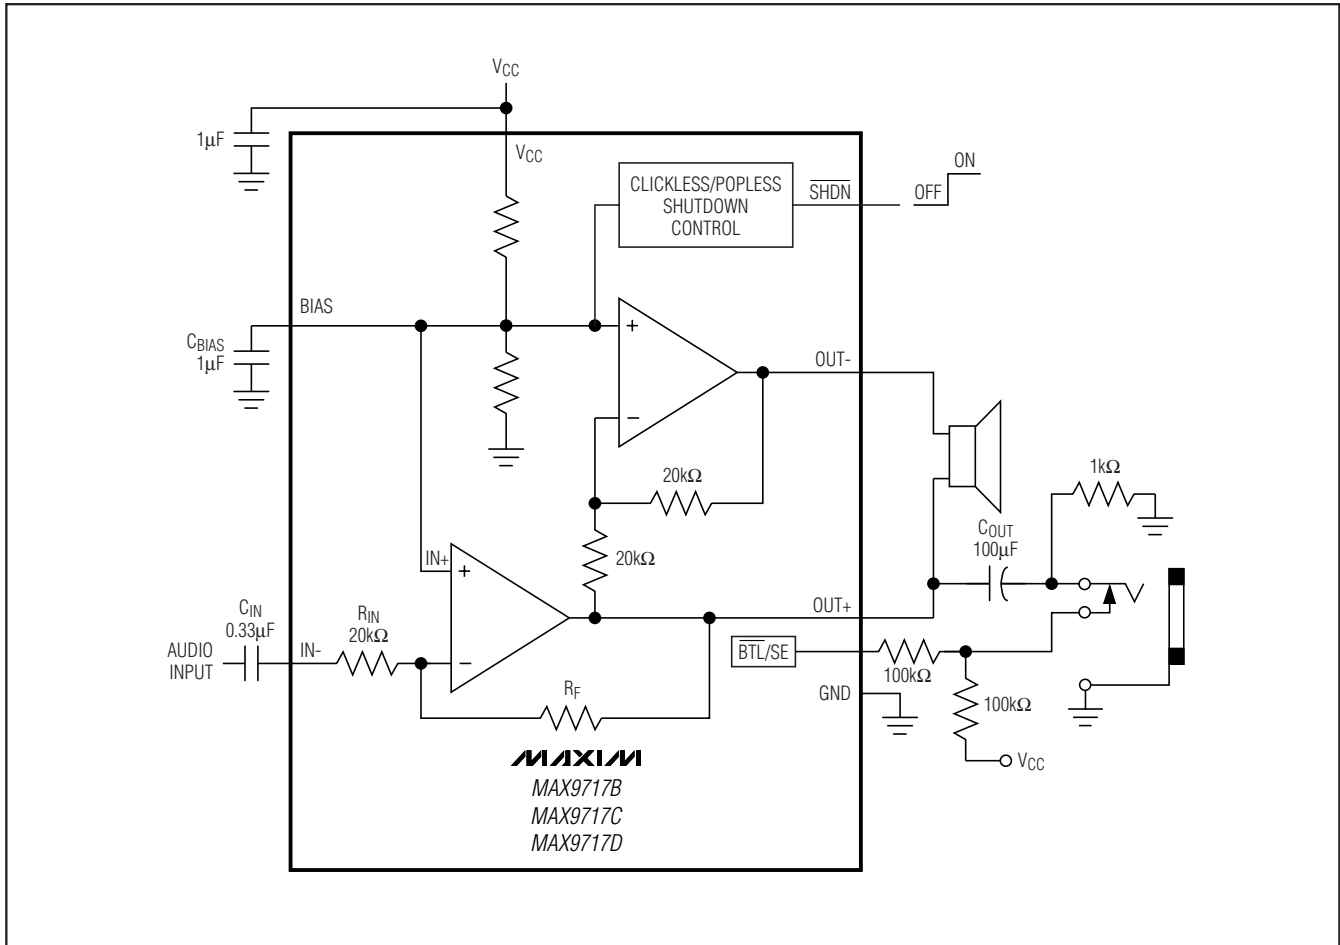 VCC
1µF
VCC
CLICKLESS/POPLESS
SHUTDOWN
CONTROL
SHDN
OFF
ON
BIAS
CBIAS
1µF
+
OUT-
−
20kΩ
1kΩ
COUT
100µF
20kΩ
IN+
+
OUT+
CIN
0.33µF
RIN
20kΩ
AUDIO
INPUT
IN-
−
BTL/SE
100kΩ
RF
GND
100kΩ
VCC
MAXIM
MAX9717B
MAX9717C
MAX9717D